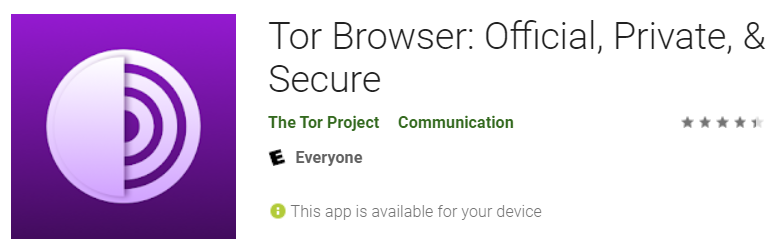 Tor Browser: Official, Private, &
Secure
The Tor Project Communication
E Everyone
This app is available for your device